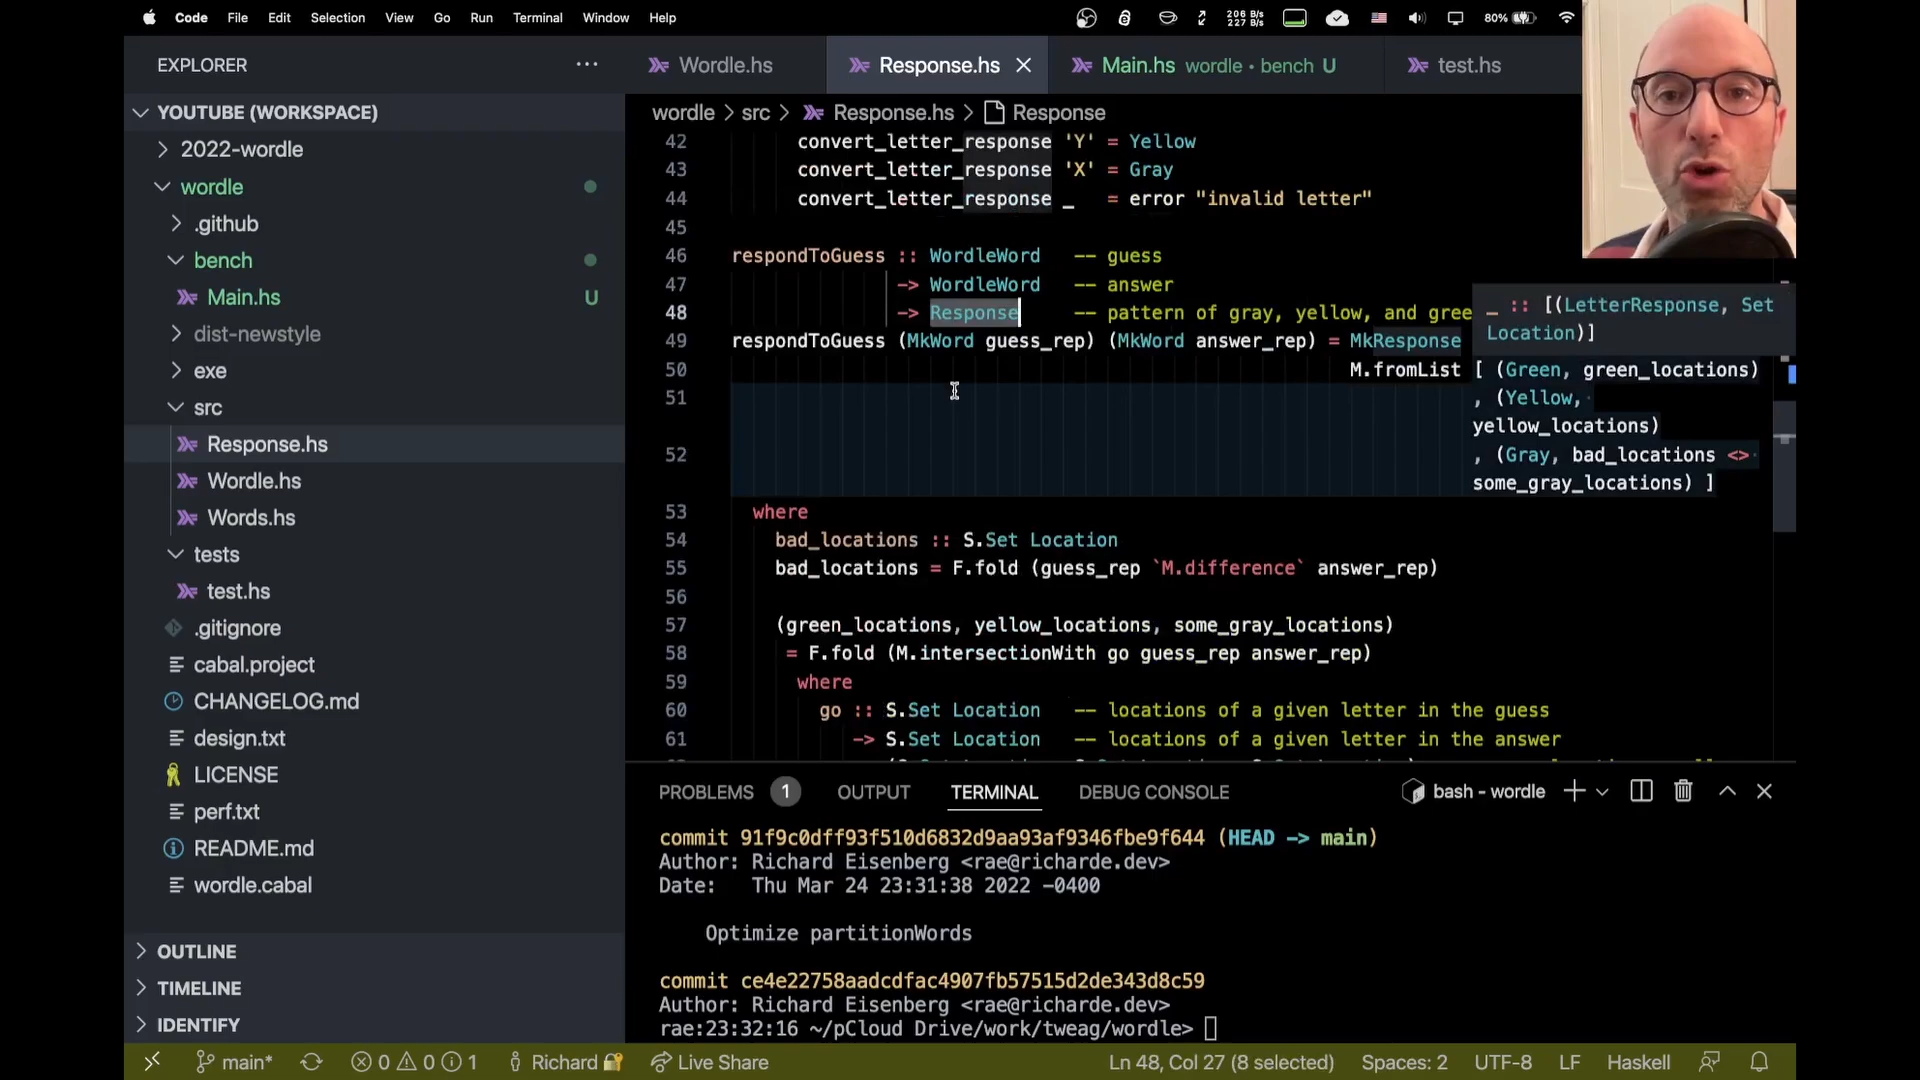 Code File Edit Selection View Go Run Terminal Window Help 206 B/s 227 B/s 80%
EXPLORER ···
Wordle.hs
Response.hs
Main.hs wordle • bench U
test.hs
YOUTUBE (WORKSPACE)
2022-wordle
wordle
.github
bench
Main.hs U
dist-newstyle
exe
src
Response.hs
Wordle.hs
Words.hs
tests
test.hs
.gitignore
cabal.project
CHANGELOG.md
design.txt
LICENSE
perf.txt
README.md
wordle.cabal
OUTLINE
TIMELINE
IDENTIFY
wordle > src > Response.hs > Response
42 convert_letter_response 'Y' = Yellow
43 convert_letter_response 'X' = Gray
44 convert_letter_response _ = error "invalid letter"
45
46 respondToGuess :: WordleWord -- guess
47 -> WordleWord -- answer
48 -> Response -- pattern of gray, yellow, and gree
_ :: [(LetterResponse, Set
Location)]
49 respondToGuess (MkWord guess_rep) (MkWord answer_rep) = MkResponse
50 M.fromList [ (Green, green_locations)
51 , (Yellow,
yellow_locations)
52 , (Gray, bad_locations <>
some_gray_locations) ]
53 where
54 bad_locations :: S.Set Location
55 bad_locations = F.fold (guess_rep `M.difference` answer_rep)
56
57 (green_locations, yellow_locations, some_gray_locations)
58 = F.fold (M.intersectionWith go guess_rep answer_rep)
59 where
60 go :: S.Set Location -- locations of a given letter in the guess
61 -> S.Set Location -- locations of a given letter in the answer
PROBLEMS 1 OUTPUT TERMINAL DEBUG CONSOLE bash - wordle
commit 91f9c0dff93f510d6832d9aa93af9346fbe9f644 (HEAD -> main)
Author: Richard Eisenberg <rae@richarde.dev>
Date: Thu Mar 24 23:31:38 2022 -0400
Optimize partitionWords
commit ce4e22758aadcdfac4907fb57515d2de343d8c59
Author: Richard Eisenberg <rae@richarde.dev>
rae:23:32:16 ~/pCloud Drive/work/tweag/wordle>
main* 0 0 1 Richard Live Share Ln 48, Col 27 (8 selected) Spaces: 2 UTF-8 LF Haskell